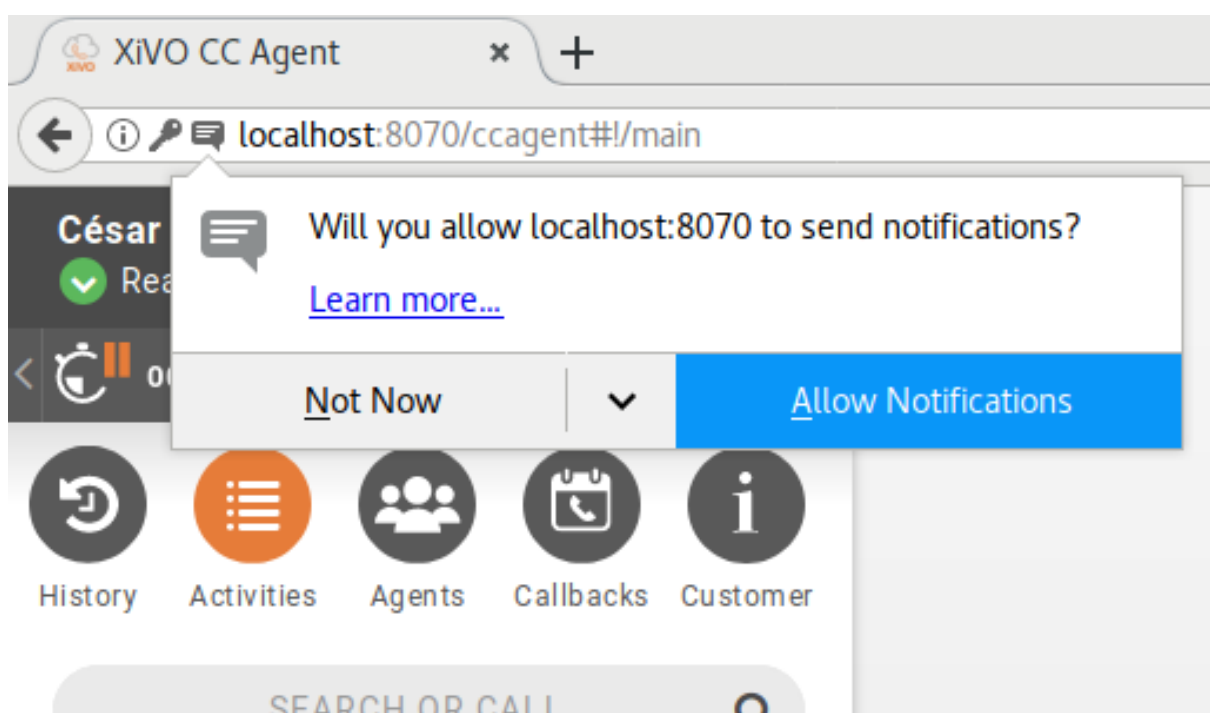 XiVO CC Agent
localhost:8070/ccagent#!/main
César
Will you allow localhost:8070 to send notifications?
Learn more...
Not Now
Allow Notifications
History
Activities
Agents
Callbacks
Customer
SEARCH OR CALL